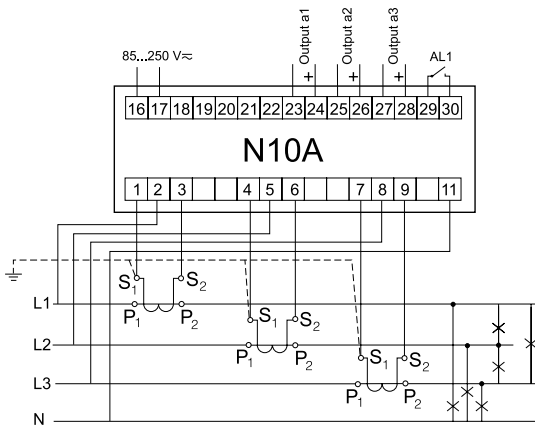 85...250 V≂
Output a1
Output a2
Output a3
+
+
+
AL1
16 17 18 19 20 21 22 23 24 25 26 27 28 29 30
N10A
1 2 3 4 5 6 7 8 9 11
S1 S2
L1
P1 P2
S1 S2
L2
P1 P2
S1 S2
L3
P1 P2
N